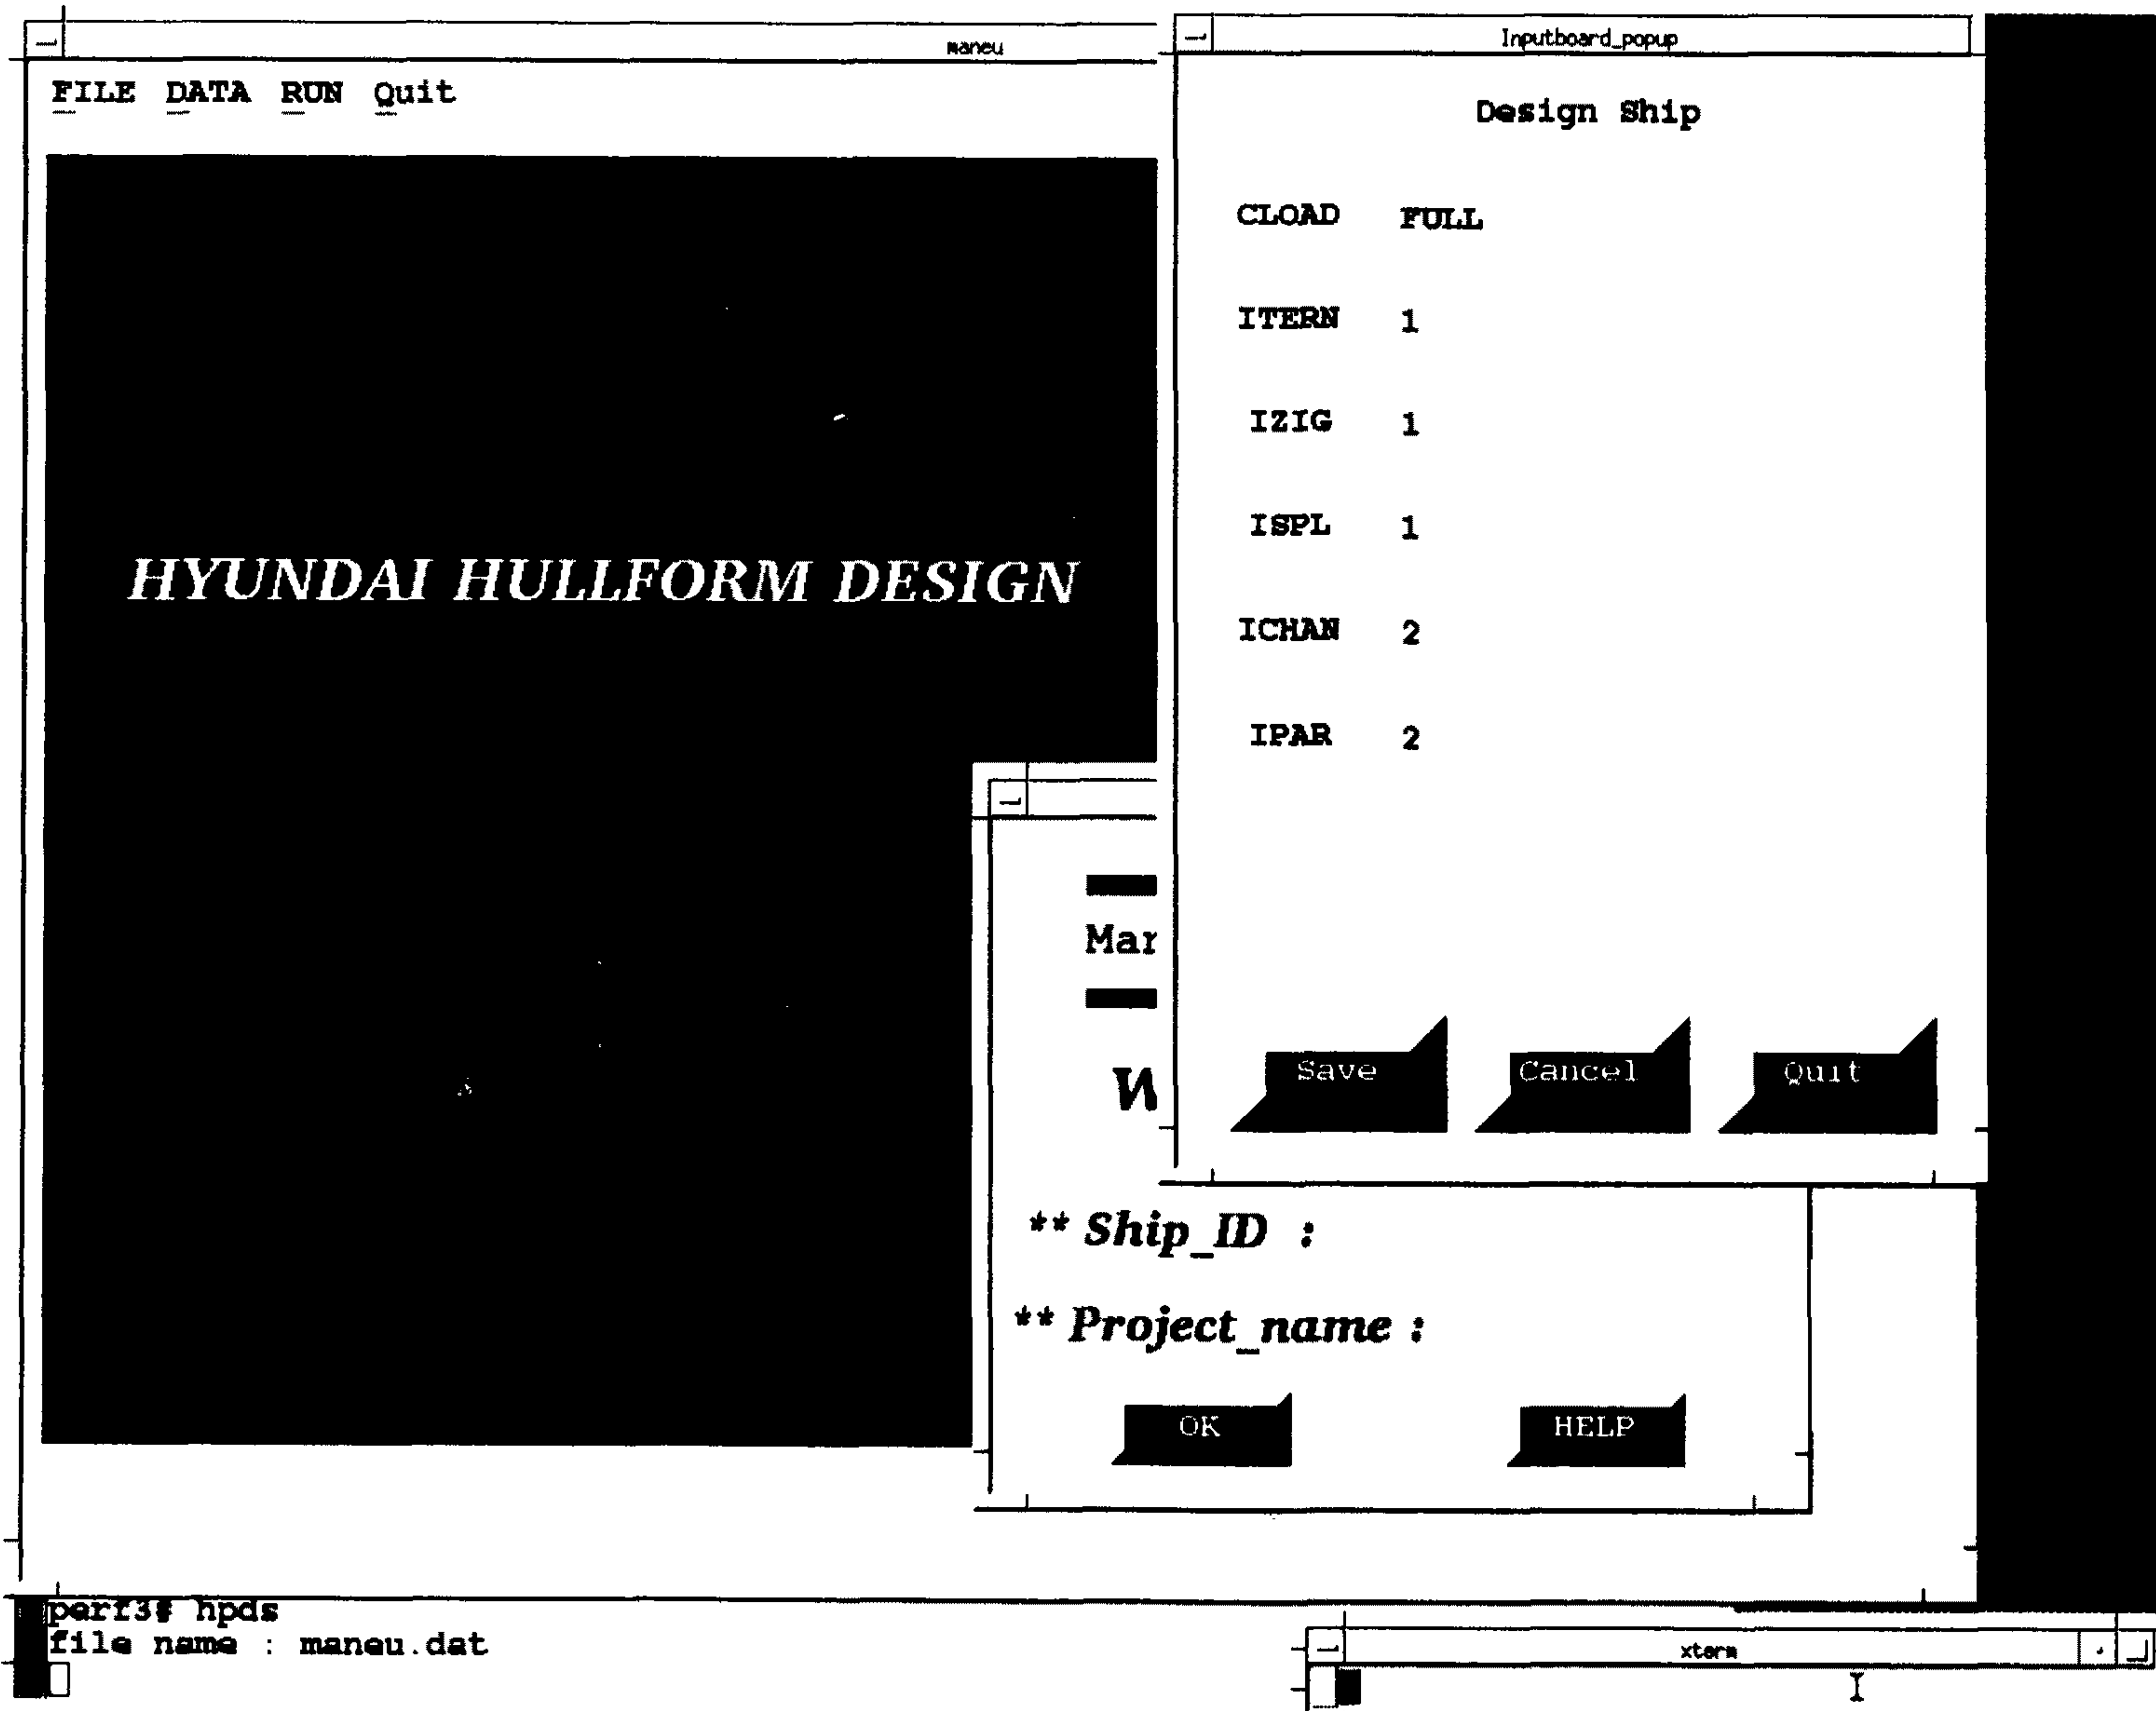 maneu
FILE DATA RUN Quit
HYUNDAI HULLFORM DESIGN
Inputboard_popup
Design Ship
CLOAD FULL
ITERN 1
IZIG 1
ISPL 1
ICHAN 2
IPAR 2
Save Cancel Quit
** Ship_ID :
** Project_name :
OK HELP
perf3# hpds
file name : maneu.dat
xterm